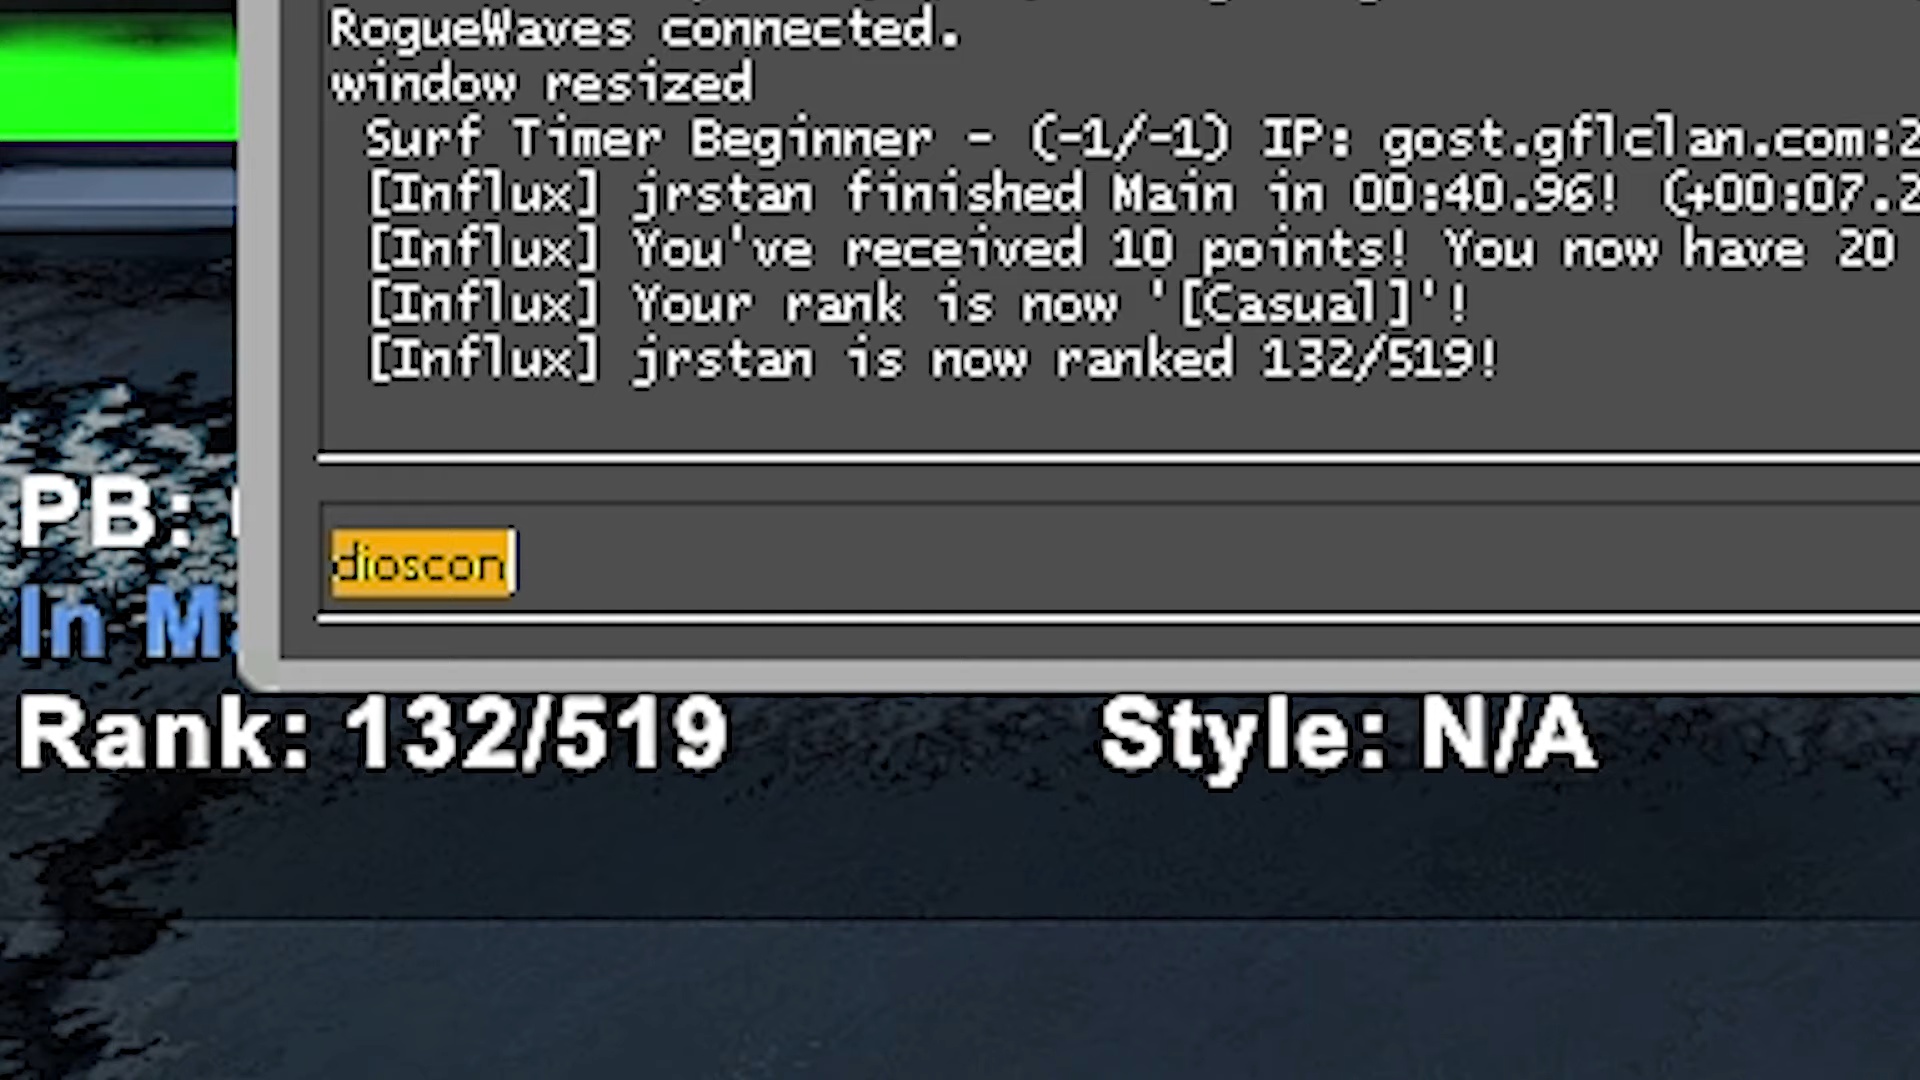 RogueWaves connected.
window resized
Surf Timer Beginner - (-1/-1) IP: gost.gflclan.com:2
[Influx] jrstan finished Main in 00:40.96! (+00:07.2
[Influx] You've received 10 points! You now have 20
[Influx] Your rank is now '[Casual]'!
[Influx] jrstan is now ranked 132/519!
dioscon
PB:
In M
Rank: 132/519
Style: N/A